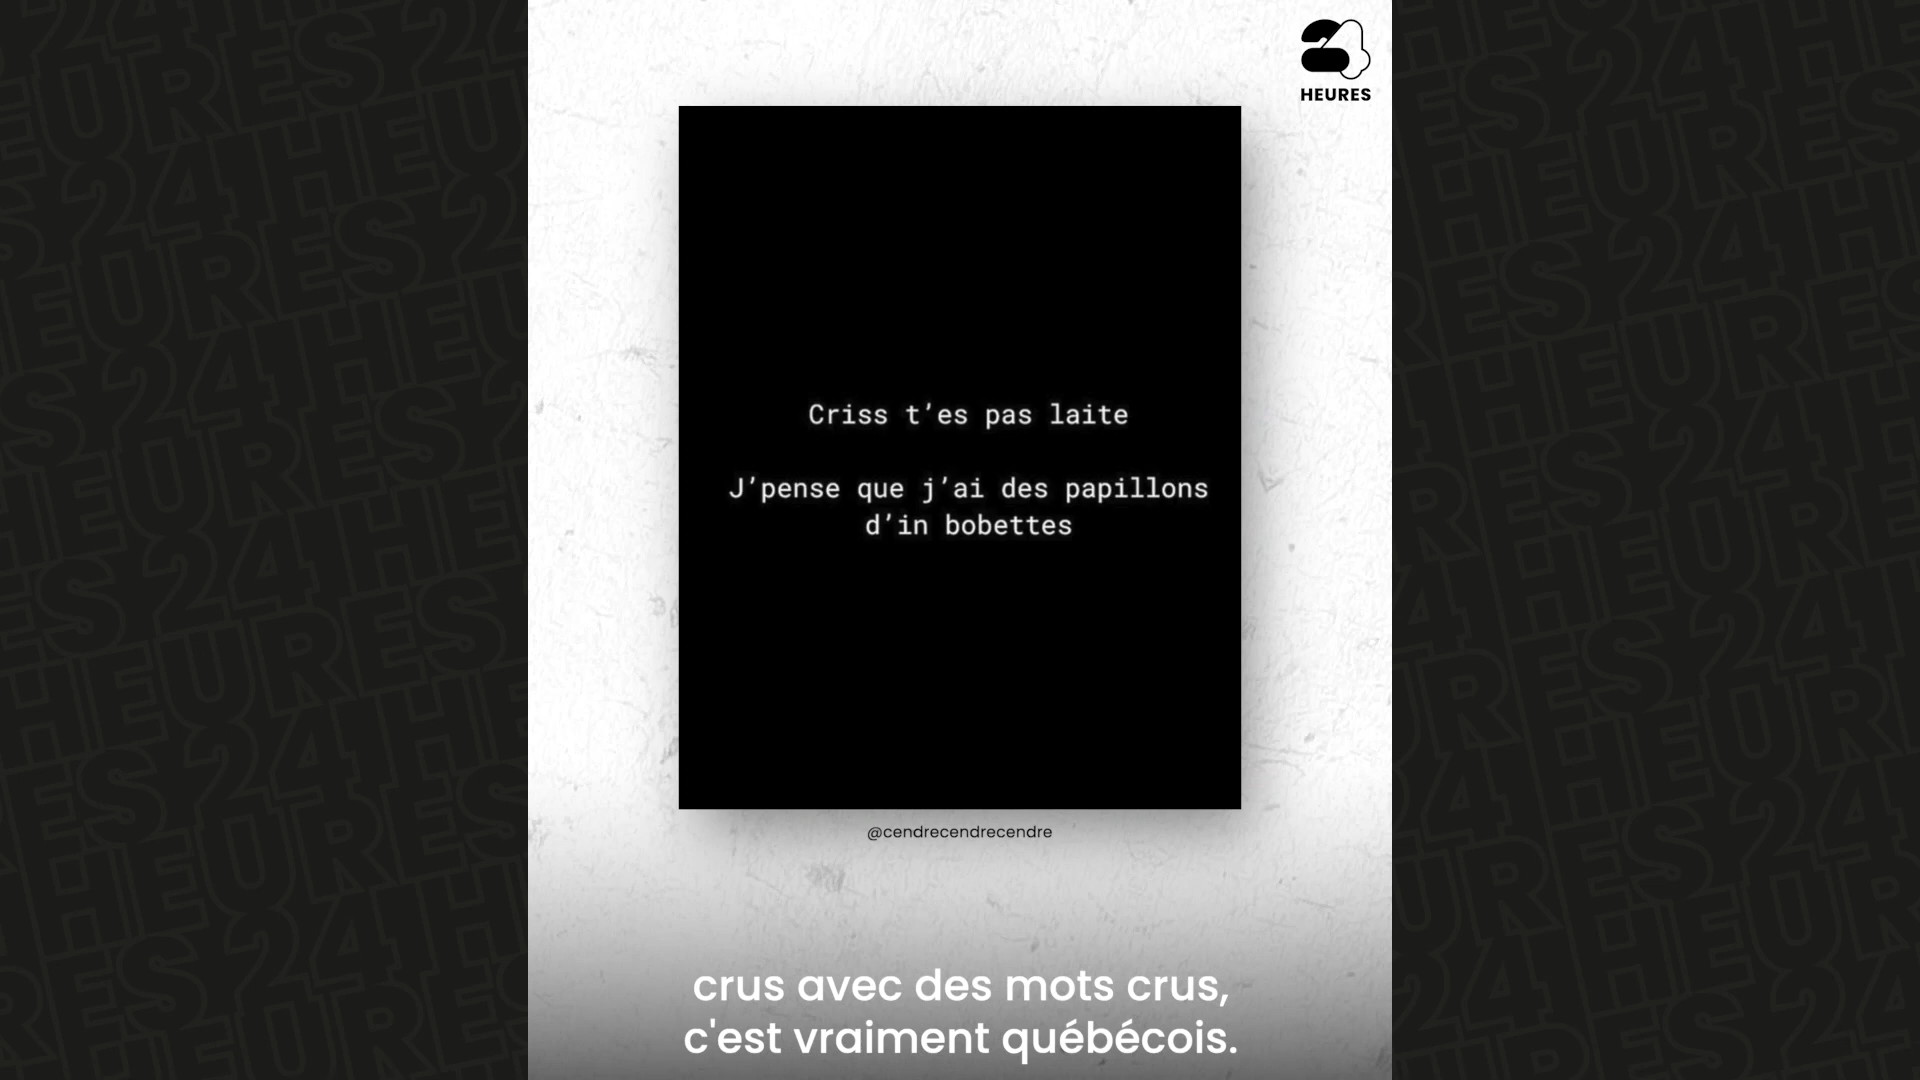 24
HEURES
Criss t’es pas laite
J’pense que j’ai des papillons
d’in bobettes
@cendrecendrecendre
crus avec des mots crus,
c'est vraiment québécois.